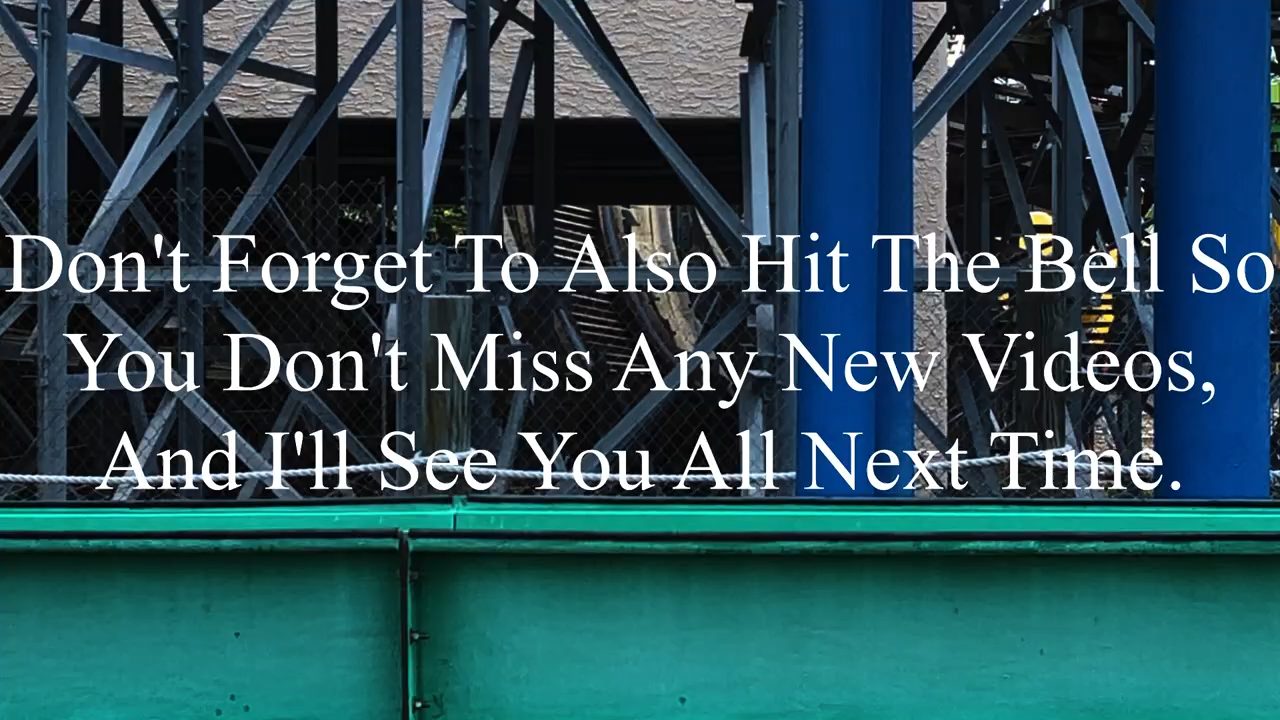 Don't Forget To Also Hit The Bell So
You Don't Miss Any New Videos,
And I'll See You All Next Time.